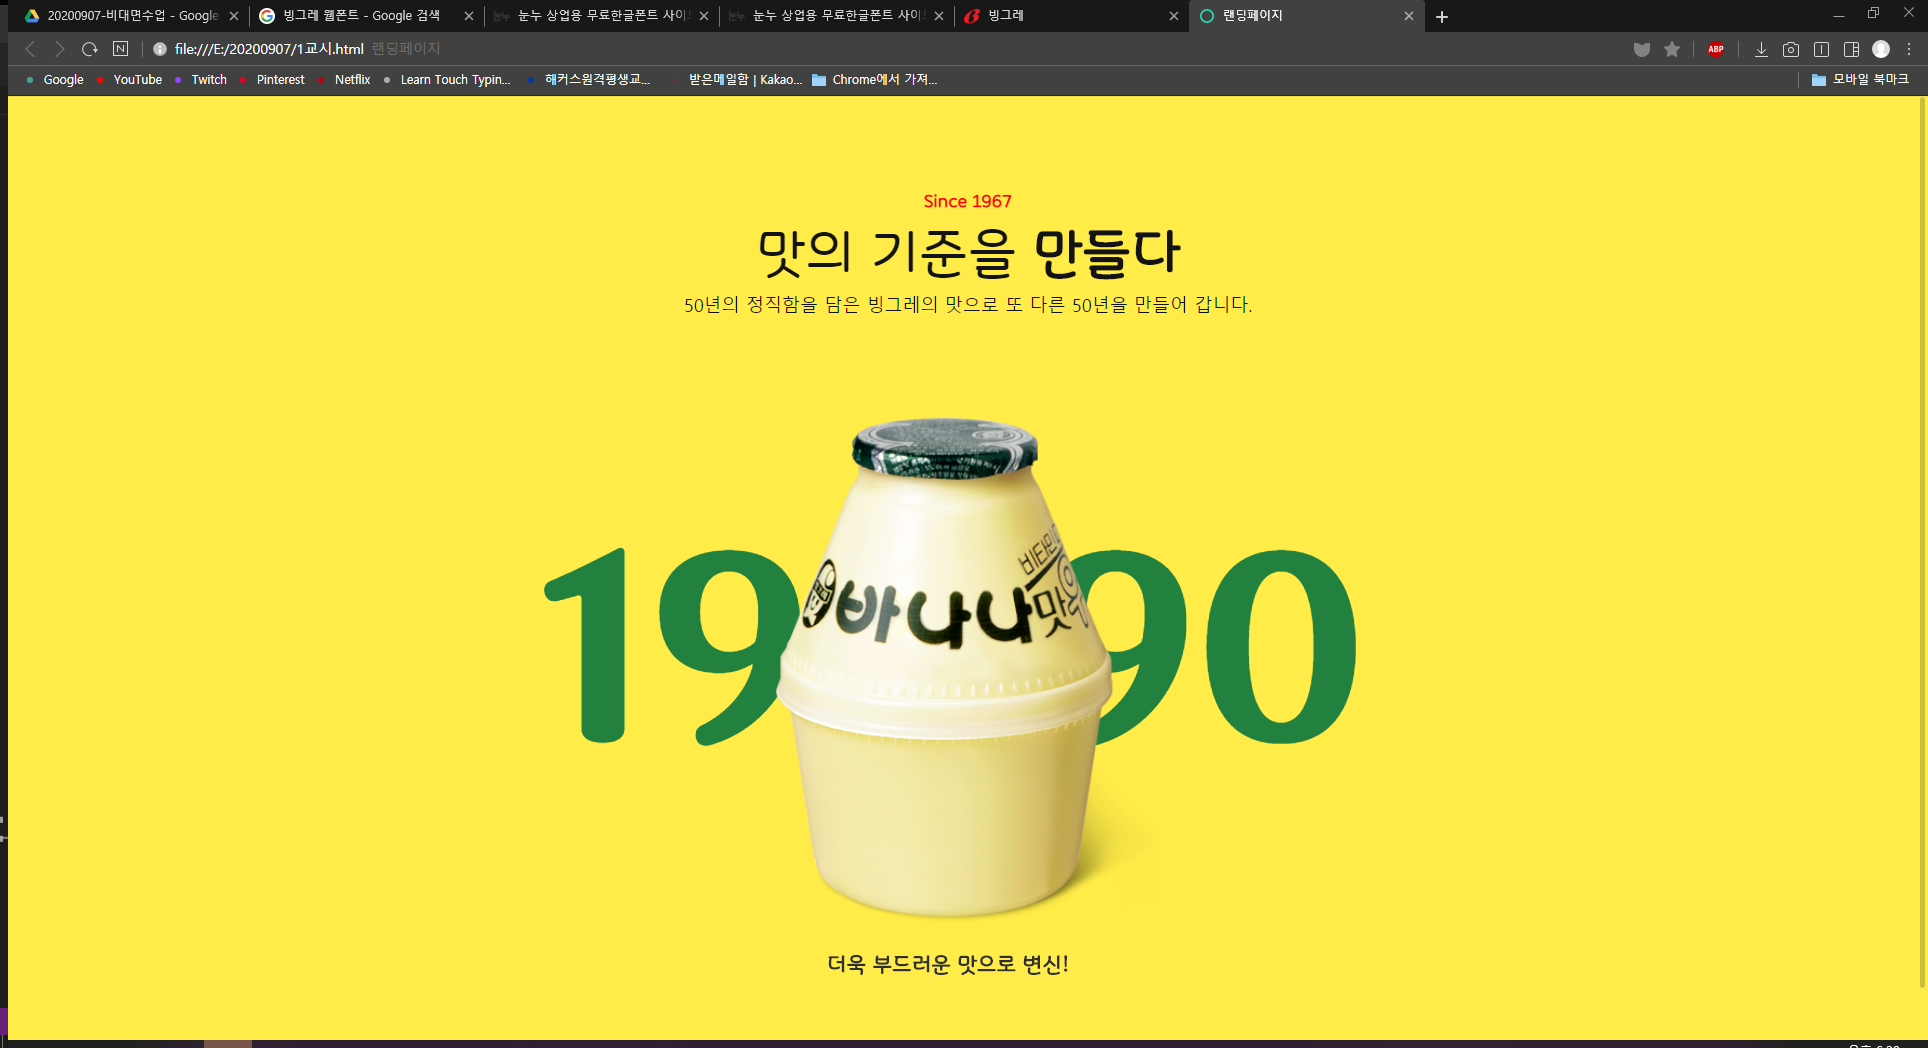 20200907-비대면수업 - Google
빙그레 웹폰트 - Google 검색
눈누 상업용 무료한글폰트 사이트
눈누 상업용 무료한글폰트 사이트
빙그레
랜딩페이지
file:///E:/20200907/1교시.html 랜딩페이지
ABP
Google
YouTube
Twitch
Pinterest
Netflix
Learn Touch Typin...
해커스원격평생교...
받은메일함 | Kakao...
Chrome에서 가져...
모바일 북마크
Since 1967
맛의 기준을 만들다
50년의 정직함을 담은 빙그레의 맛으로 또 다른 50년을 만들어 갑니다.
19 90
비타민
바나나맛우
더욱 부드러운 맛으로 변신!